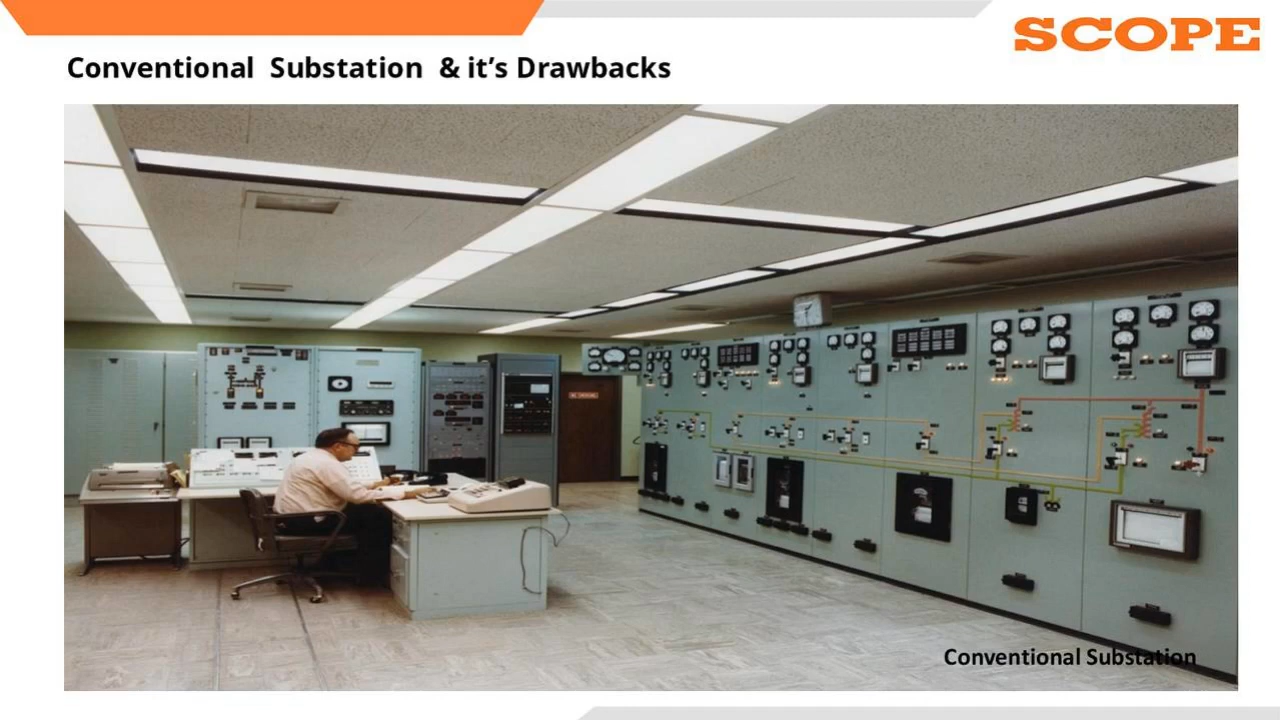 SCOPE
Conventional  Substation  & it’s Drawbacks
Conventional Substation